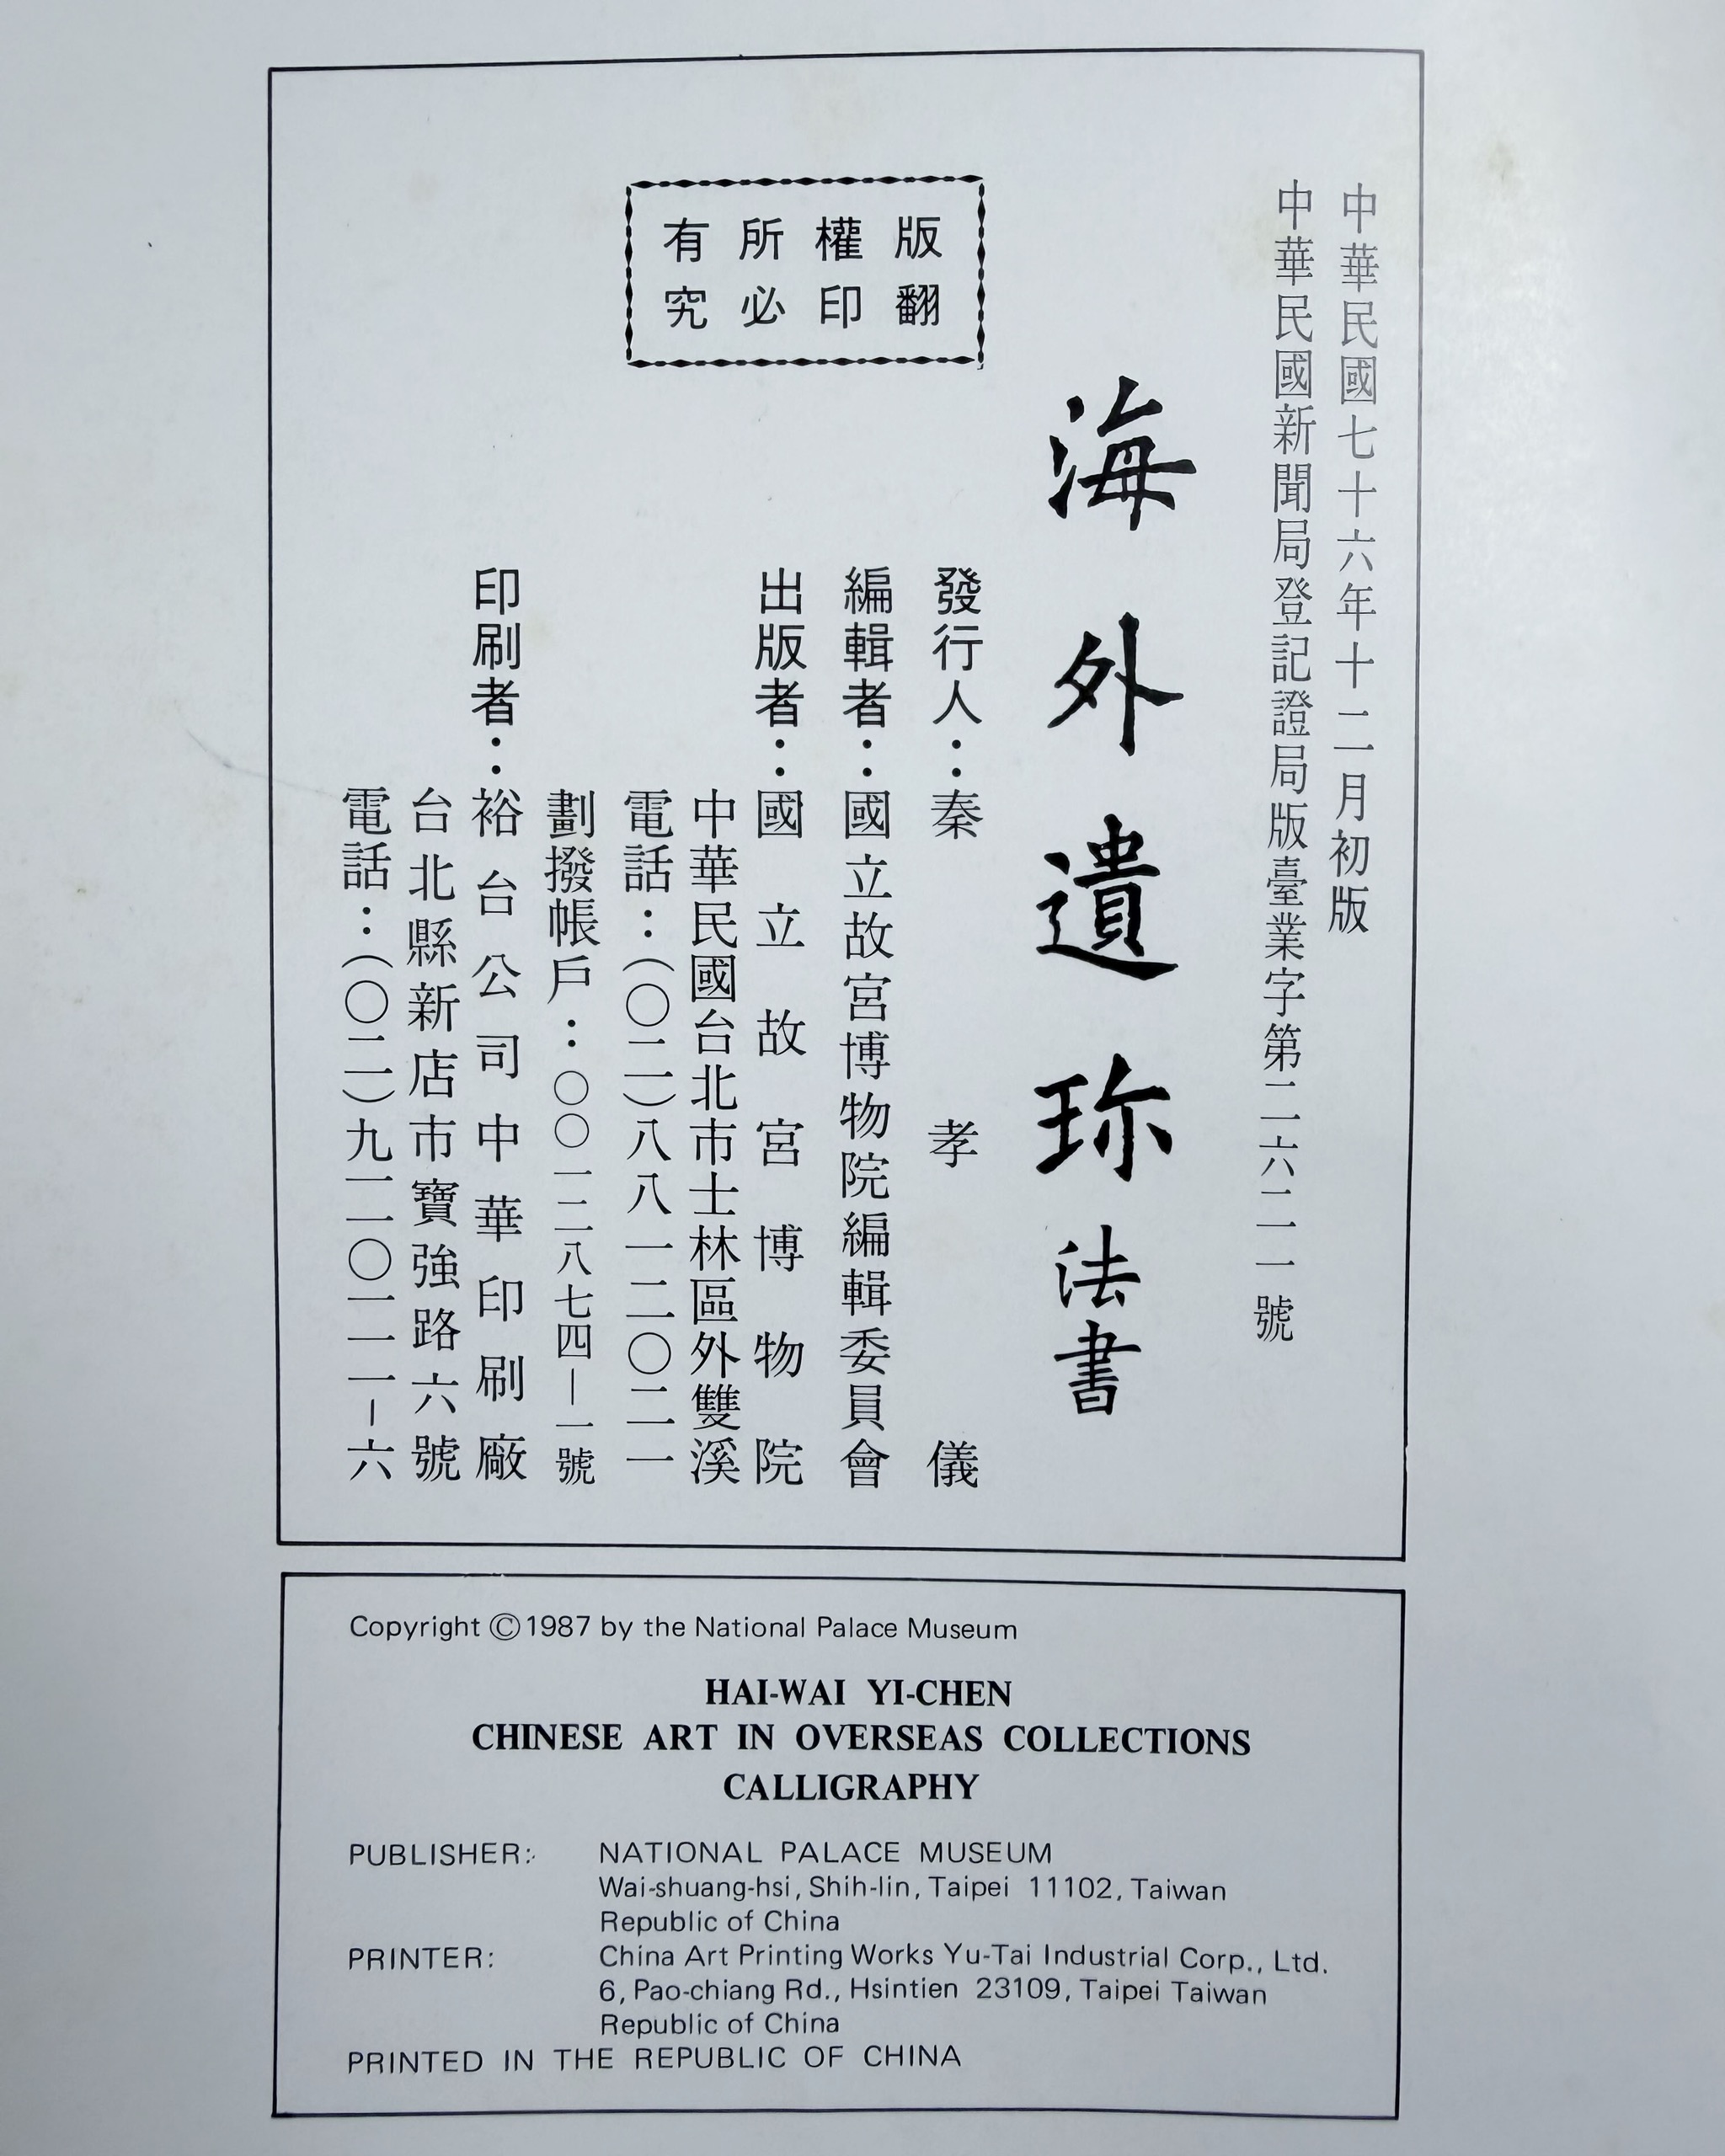 中華民國七十六年十二月初版
中華民國新聞局登記證局版臺業字第二六二一號
海外遺珎法書
版權所有
翻印必究
發行人：秦孝儀
編輯者：國立故宮博物院編輯委員會
出版者：國立故宮博物院
中華民國台北市士林區外雙溪
電話：（〇二）八八一二〇二一
劃撥帳戶：〇〇一二八七四—一號
印刷者：裕台公司中華印刷廠
台北縣新店市寶強路六號
電話：（〇二）九一一〇一一一—六
Copyright ©1987 by the National Palace Museum
HAI-WAI YI-CHEN
CHINESE ART IN OVERSEAS COLLECTIONS
CALLIGRAPHY
PUBLISHER: NATIONAL PALACE MUSEUM
Wai-shuang-hsi, Shih-lin, Taipei 11102, Taiwan
Republic of China
PRINTER: China Art Printing Works Yu-Tai Industrial Corp., Ltd.
6, Pao-chiang Rd., Hsintien 23109, Taipei Taiwan
Republic of China
PRINTED IN THE REPUBLIC OF CHINA